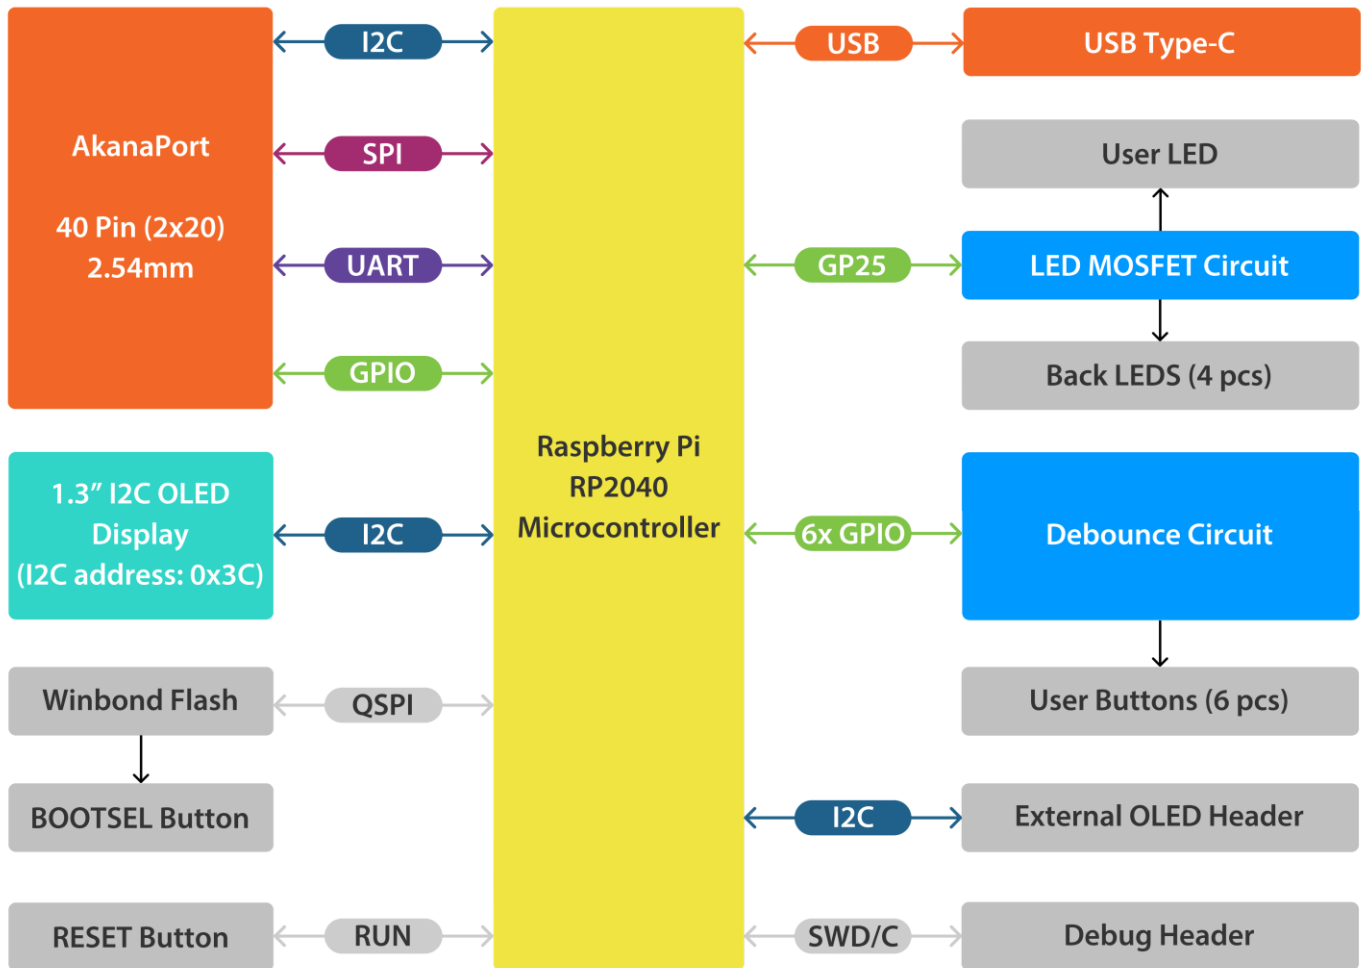 AkanaPort
40 Pin (2x20)
2.54mm
I2C
SPI
UART
GPIO
1.3” I2C OLED
Display
(I2C address: 0x3C)
I2C
Winbond Flash
QSPI
BOOTSEL Button
RESET Button
RUN
Raspberry Pi
RP2040
Microcontroller
USB
USB Type-C
User LED
GP25
LED MOSFET Circuit
Back LEDS (4 pcs)
6x GPIO
Debounce Circuit
User Buttons (6 pcs)
I2C
External OLED Header
SWD/C
Debug Header